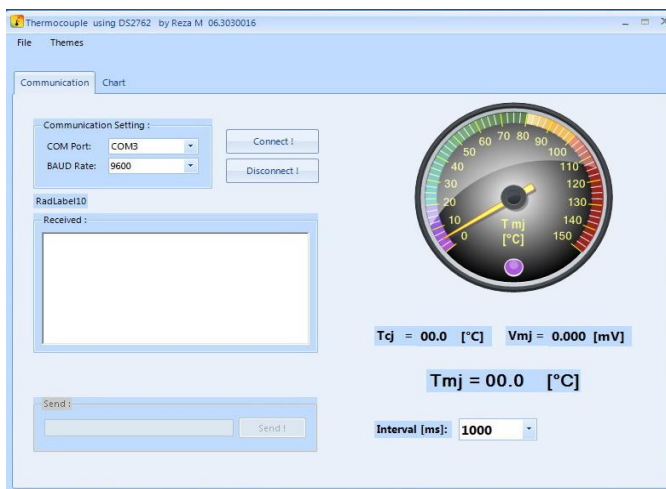 Thermocouple using DS2762 by Reza M 06.3030016
File Themes
Communication Chart
Communication Setting :
COM Port: COM3
BAUD Rate: 9600
Connect !
Disconnect !
RadLabel10
Received :
Send :
Send !
0
10
20
30
40
50
60
70
80
90
100
110
120
130
140
150
T mj
[°C]
Tcj = 00.0 [°C] Vmj = 0.000 [mV]
Tmj = 00.0 [°C]
Interval [ms]: 1000